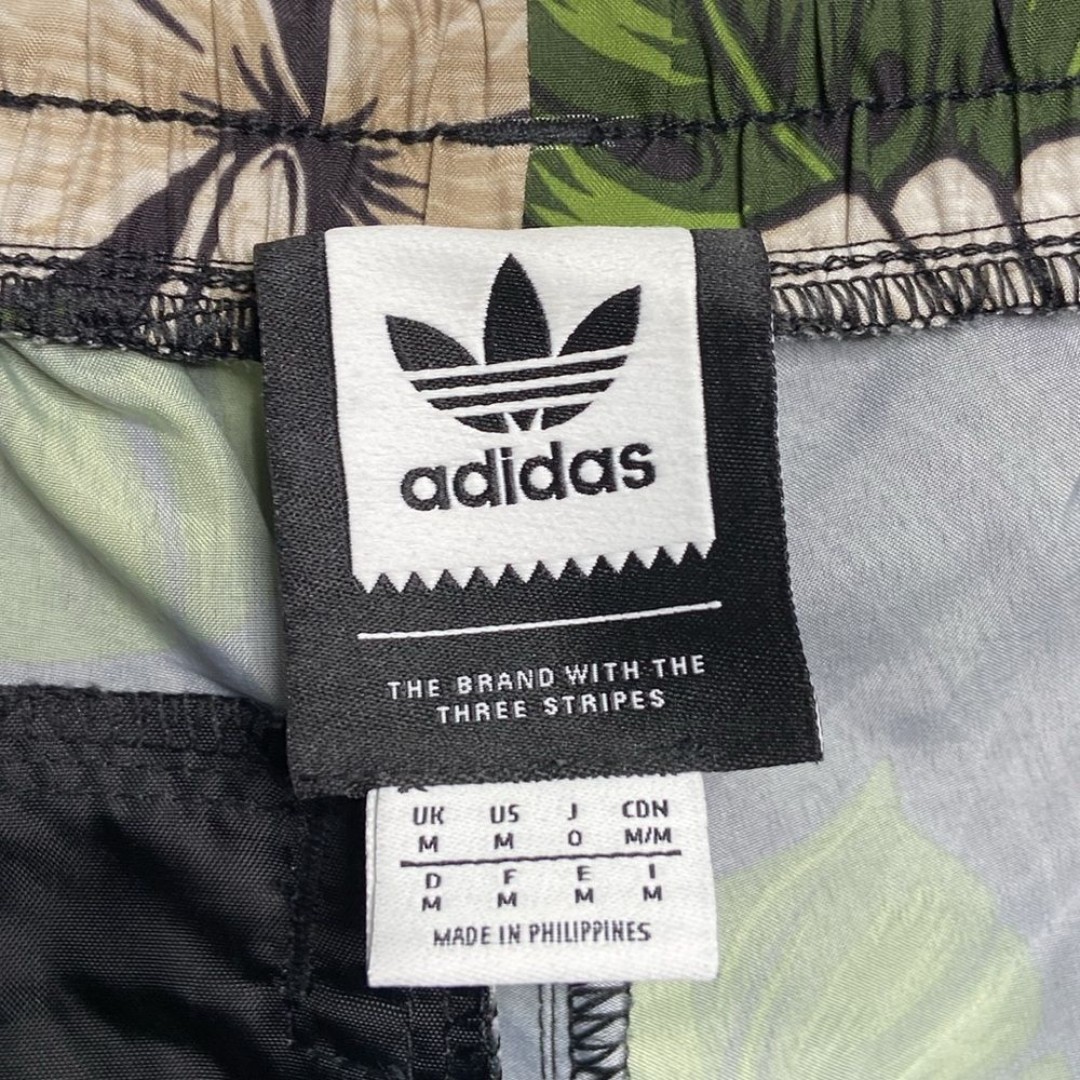 adidas
THE BRAND WITH THE
THREE STRIPES
UK US J CDN
M M O M/M
D F E I
M M M M
MADE IN PHILIPPINES